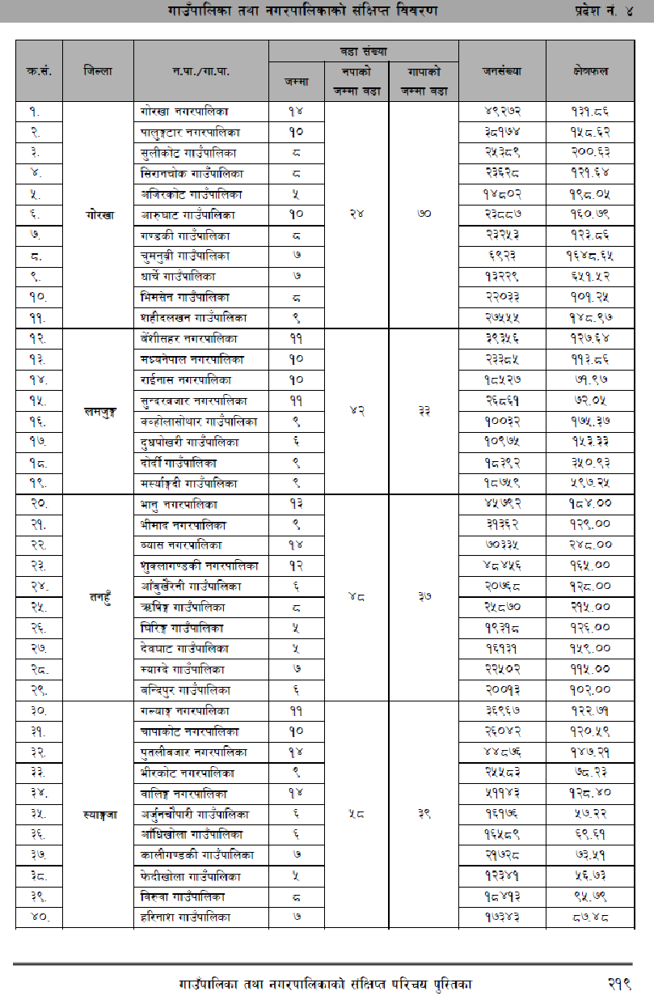 गाउँपालिका तथा नगरपालिकाको संक्षिप्त विवरण प्रदेश नं. ४
क.सं. जिल्ला न.पा./गा.पा. वडा संख्या जनसंख्या क्षेत्रफल
जम्मा नपाको जम्मा वडा गापाको जम्मा वडा
१. गोरखा नगरपालिका १४ ४९२७२ १३१.८६
२. पालुङ्टार नगरपालिका १० ३८१७४ १५८.६२
३. सुलीकोट गाउँपालिका ८ २५३८९ २००.६३
४. सिरानचोक गाउँपालिका ८ २३६२८ १२१.६४
५. अजिरकोट गाउँपालिका ५ १४८०२ १९८.०५
६. गोरखा आरुघाट गाउँपालिका १० २४ ७० २३८८७ १६०.७९
७. गण्डकी गाउँपालिका ८ २३२५३ १२३.८६
८. चुमनुव्री गाउँपालिका ७ ६९२३ १६४८.६५
९. धार्चे गाउँपालिका ७ १३२२९ ६५१.५२
१०. भिमसेन गाउँपालिका ८ २२०३३ १०१.२५
११. शहीदलखन गाउँपालिका ९ २७५५५ १४८.९७
१२. वेंशीसहर नगरपालिका ११ ३९३५६ १२७.६४
१३. मध्यनेपाल नगरपालिका १० २३३८५ ११३.८६
१४. राईनास नगरपालिका १० १८५२७ ७१.९७
१५. लमजुङ्ग सुन्दरवजार नगरपालिका ११ ४२ ३३ २६८६१ ७२.०५
१६. क्व्होलासोथार गाउँपालिका ९ १००३२ १७५.३७
१७. दुधपोखरी गाउँपालिका ६ १०९७५ १५३.३३
१८. दोर्दी गाउँपालिका ९ १८३९२ ३५०.९३
१९. मर्स्याङ्गदी गाउँपालिका ९ १८७५९ ५९७.२५
२०. भानु नगरपालिका १३ ४५७९२ १८४.००
२१. भीमाद नगरपालिका ९ ३१३६२ १२९.००
२२. व्यास नगरपालिका १४ ७०३३५ २४८.००
२३. शुक्लागण्डकी नगरपालिका १२ ४८४५६ १६५.००
२४. आँबुखैरेनी गाउँपालिका ६ २०७६८ १२८.००
२५. तनहुँ ऋषिङ्ग गाउँपालिका ८ ४८ ३७ २५८७० २१५.००
२६. घिरिङ्ग गाउँपालिका ५ १९३१८ १२६.००
२७. देवघाट गाउँपालिका ५ १६१३१ १५९.००
२८. म्याग्दे गाउँपालिका ७ २२५०२ ११५.००
२९. बन्दिपुर गाउँपालिका ६ २००१३ १०२.००
३०. गल्याङ्ग नगरपालिका ११ ३६९६७ १२२.७१
३१. चापाकोट नगरपालिका १० २६०४२ १२०.५९
३२. पुतलीबजार नगरपालिका १४ ४४८७६ १४७.२१
३३. भीरकोट नगरपालिका ९ २५५८३ ७८.२३
३४. वालिङ्ग नगरपालिका १४ ५११४३ १२८.४०
३५. स्याङ्गजा अर्जुनचौपारी गाउँपालिका ६ ५८ ३९ १६१७६ ५७.२२
३६. आँधिखोला गाउँपालिका ६ १६५८९ ६९.६१
३७. कालीगण्डकी गाउँपालिका ७ २१७२८ ७३.५१
३८. फेदीखोला गाउँपालिका ५ १२३४१ ५६.७३
३९. विरुवा गाउँपालिका ८ १८४१३ ९५.७९
४०. हरिनाश गाउँपालिका ७ १७३४३ ८७.४८
गाउँपालिका तथा नगरपालिकाको संक्षिप्त परिचय पुस्तिका २१९